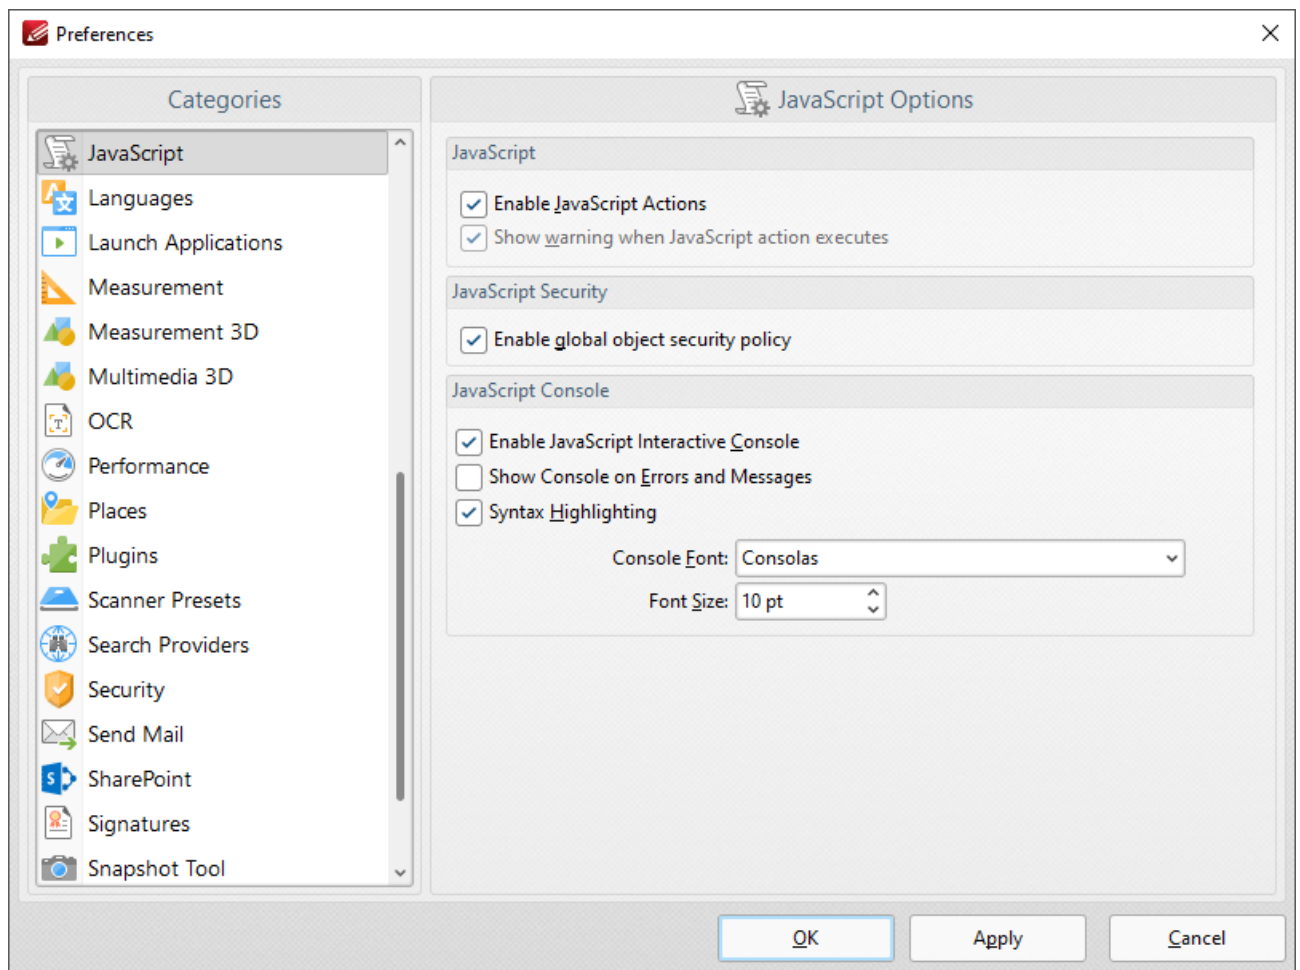 Preferences
Categories
JavaScript
Languages
Launch Applications
Measurement
Measurement 3D
Multimedia 3D
OCR
Performance
Places
Plugins
Scanner Presets
Search Providers
Security
Send Mail
SharePoint
Signatures
Snapshot Tool
JavaScript Options
JavaScript
Enable JavaScript Actions
Show warning when JavaScript action executes
JavaScript Security
Enable global object security policy
JavaScript Console
Enable JavaScript Interactive Console
Show Console on Errors and Messages
Syntax Highlighting
Console Font: Consolas
Font Size: 10 pt
OK Apply Cancel